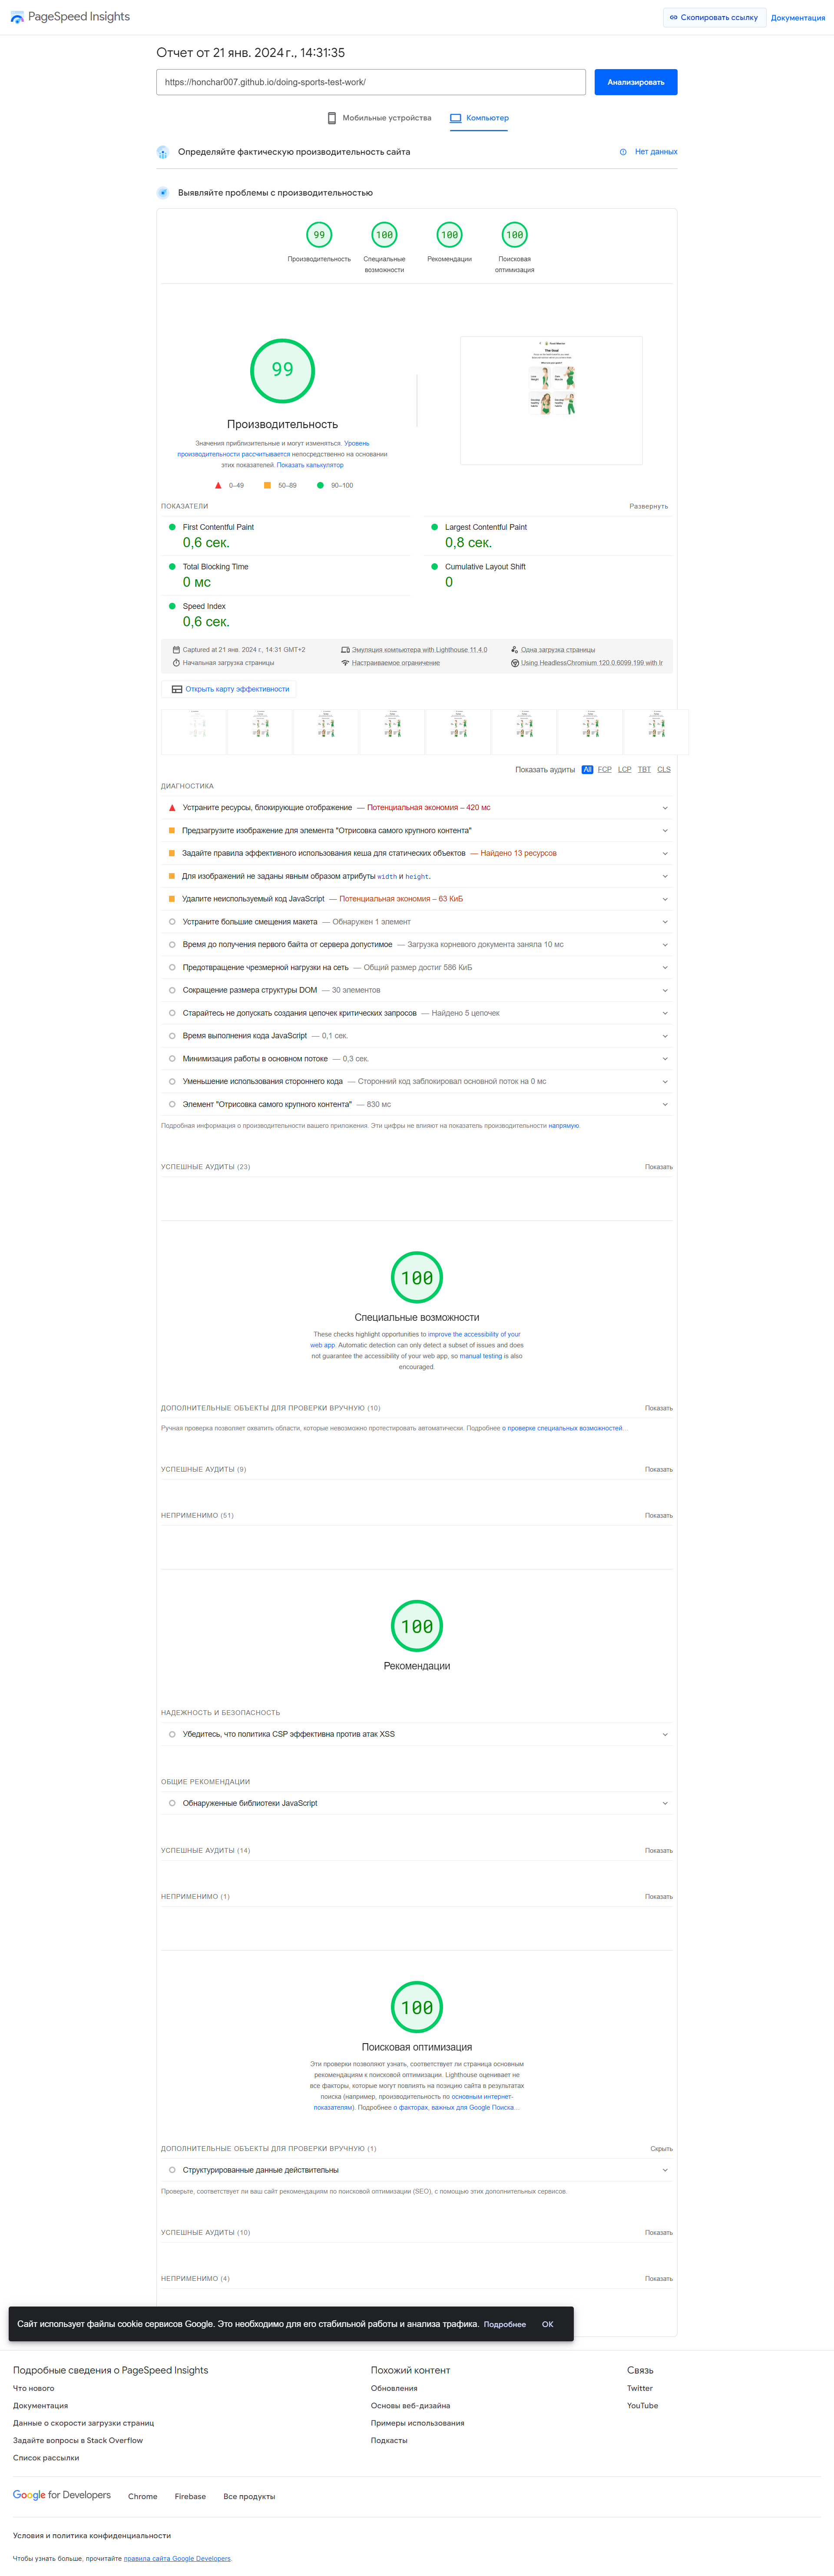 PageSpeed Insights
Скопировать ссылку
Документация
Отчет от 21 янв. 2024 г., 14:31:35
https://honchar007.github.io/doing-sports-test-work/
Анализировать
Мобильные устройства
Компьютер
Определяйте фактическую производительность сайта
Нет данных
Выявляйте проблемы с производительностью
99
100
100
100
Производительность
Специальные
возможности
Рекомендации
Поисковая
оптимизация
99
Производительность
Значения приблизительные и могут изменяться. Уровень
производительности рассчитывается непосредственно на основании
этих показателей. Показать калькулятор
0–49
50–89
90–100
The Goal
ПОКАЗАТЕЛИ
Развернуть
First Contentful Paint
0,6 сек.
Largest Contentful Paint
0,8 сек.
Total Blocking Time
0 мс
Cumulative Layout Shift
0
Speed Index
0,6 сек.
Captured at 21 янв. 2024 г., 14:31 GMT+2
Эмуляция компьютера with Lighthouse 11.4.0
Одна загрузка страницы
Начальная загрузка страницы
Настраиваемое ограничение
Using HeadlessChromium 120.0.6099.199 with lr
Открыть карту эффективности
Показать аудиты
All FCP LCP TBT CLS
ДИАГНОСТИКА
Устраните ресурсы, блокирующие отображение — Потенциальная экономия – 420 мс
Предзагрузите изображение для элемента "Отрисовка самого крупного контента"
Задайте правила эффективного использования кеша для статических объектов — Найдено 13 ресурсов
Для изображений не заданы явным образом атрибуты width и height.
Удалите неиспользуемый код JavaScript — Потенциальная экономия – 63 КиБ
Устраните большие смещения макета — Обнаружен 1 элемент
Время до получения первого байта от сервера допустимое — Загрузка корневого документа заняла 10 мс
Предотвращение чрезмерной нагрузки на сеть — Общий размер достиг 586 КиБ
Сокращение размера структуры DOM — 30 элементов
Старайтесь не допускать создания цепочек критических запросов — Найдено 5 цепочек
Время выполнения кода JavaScript — 0,1 сек.
Минимизация работы в основном потоке — 0,3 сек.
Уменьшение использования стороннего кода — Сторонний код заблокировал основной поток на 0 мс
Элемент "Отрисовка самого крупного контента" — 830 мс
Подробная информация о производительности вашего приложения. Эти цифры не влияют на показатель производительности напрямую.
УСПЕШНЫЕ АУДИТЫ (23)
Показать
100
Специальные возможности
These checks highlight opportunities to improve the accessibility of your
web app. Automatic detection can only detect a subset of issues and does
not guarantee the accessibility of your web app, so manual testing is also
encouraged.
ДОПОЛНИТЕЛЬНЫЕ ОБЪЕКТЫ ДЛЯ ПРОВЕРКИ ВРУЧНУЮ (10)
Показать
Ручная проверка позволяет охватить области, которые невозможно протестировать автоматически. Подробнее о проверке специальных возможностей…
УСПЕШНЫЕ АУДИТЫ (9)
Показать
НЕПРИМЕНИМО (51)
Показать
100
Рекомендации
НАДЕЖНОСТЬ И БЕЗОПАСНОСТЬ
Убедитесь, что политика CSP эффективна против атак XSS
ОБЩИЕ РЕКОМЕНДАЦИИ
Обнаруженные библиотеки JavaScript
УСПЕШНЫЕ АУДИТЫ (14)
Показать
НЕПРИМЕНИМО (1)
Показать
100
Поисковая оптимизация
Эти проверки позволяют узнать, соответствует ли страница основным
рекомендациям к поисковой оптимизации. Lighthouse оценивает не
все факторы, которые могут повлиять на позицию сайта в результатах
поиска (например, производительность по основным интернет-
показателям). Подробнее о факторах, важных для Google Поиска…
ДОПОЛНИТЕЛЬНЫЕ ОБЪЕКТЫ ДЛЯ ПРОВЕРКИ ВРУЧНУЮ (1)
Скрыть
Структурированные данные действительны
Проверьте, соответствует ли ваш сайт рекомендациям по поисковой оптимизации (SEO), с помощью этих дополнительных сервисов.
УСПЕШНЫЕ АУДИТЫ (10)
Показать
НЕПРИМЕНИМО (4)
Показать
Сайт использует файлы cookie сервисов Google. Это необходимо для его стабильной работы и анализа трафика. Подробнее ОК
Подробные сведения о PageSpeed Insights
Что нового
Документация
Данные о скорости загрузки страниц
Задайте вопросы в Stack Overflow
Список рассылки
Похожий контент
Обновления
Основы веб-дизайна
Примеры использования
Подкасты
Связь
Twitter
YouTube
Google for Developers
Chrome
Firebase
Все продукты
Условия и политика конфиденциальности
Чтобы узнать больше, прочитайте правила сайта Google Developers.